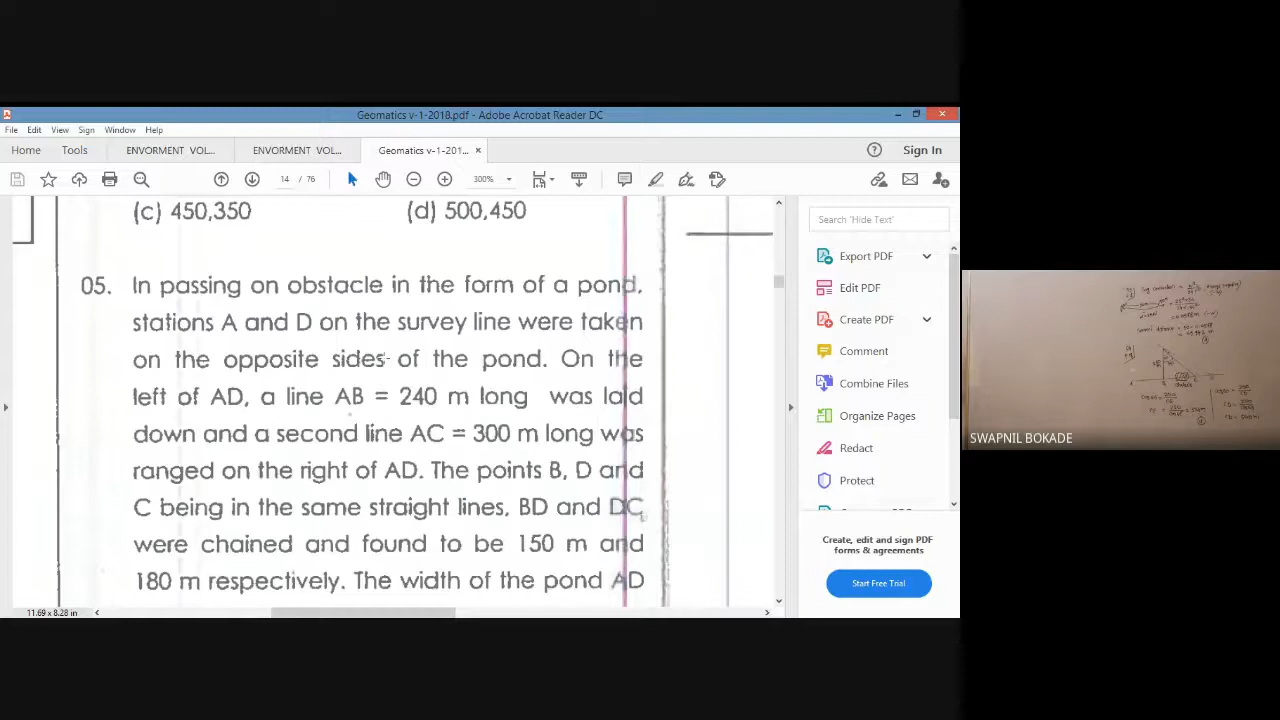 Geomatics v-1-2018.pdf - Adobe Acrobat Reader DC
File Edit View Sign Window Help
Home Tools ENVORMENT VOL... ENVORMENT VOL... Geomatics v-1-201... × Sign In
14 / 76 300%
(c) 450,350 (d) 500,450
05. In passing on obstacle in the form of a pond,
stations A and D on the survey line were taken
on the opposite sides of the pond. On the
left of AD, a line AB = 240 m long was laid
down and a second line AC = 300 m long was
ranged on the right of AD. The points B, D and
C being in the same straight lines, BD and DC
were chained and found to be 150 m and
180 m respectively. The width of the pond AD
11.69 x 8.28 in
Search 'Hide Text'
Export PDF
Edit PDF
Create PDF
Comment
Combine Files
Organize Pages
Redact
Protect
Create, edit and sign PDF
forms & agreements
Start Free Trial
SWAPNIL BOKADE